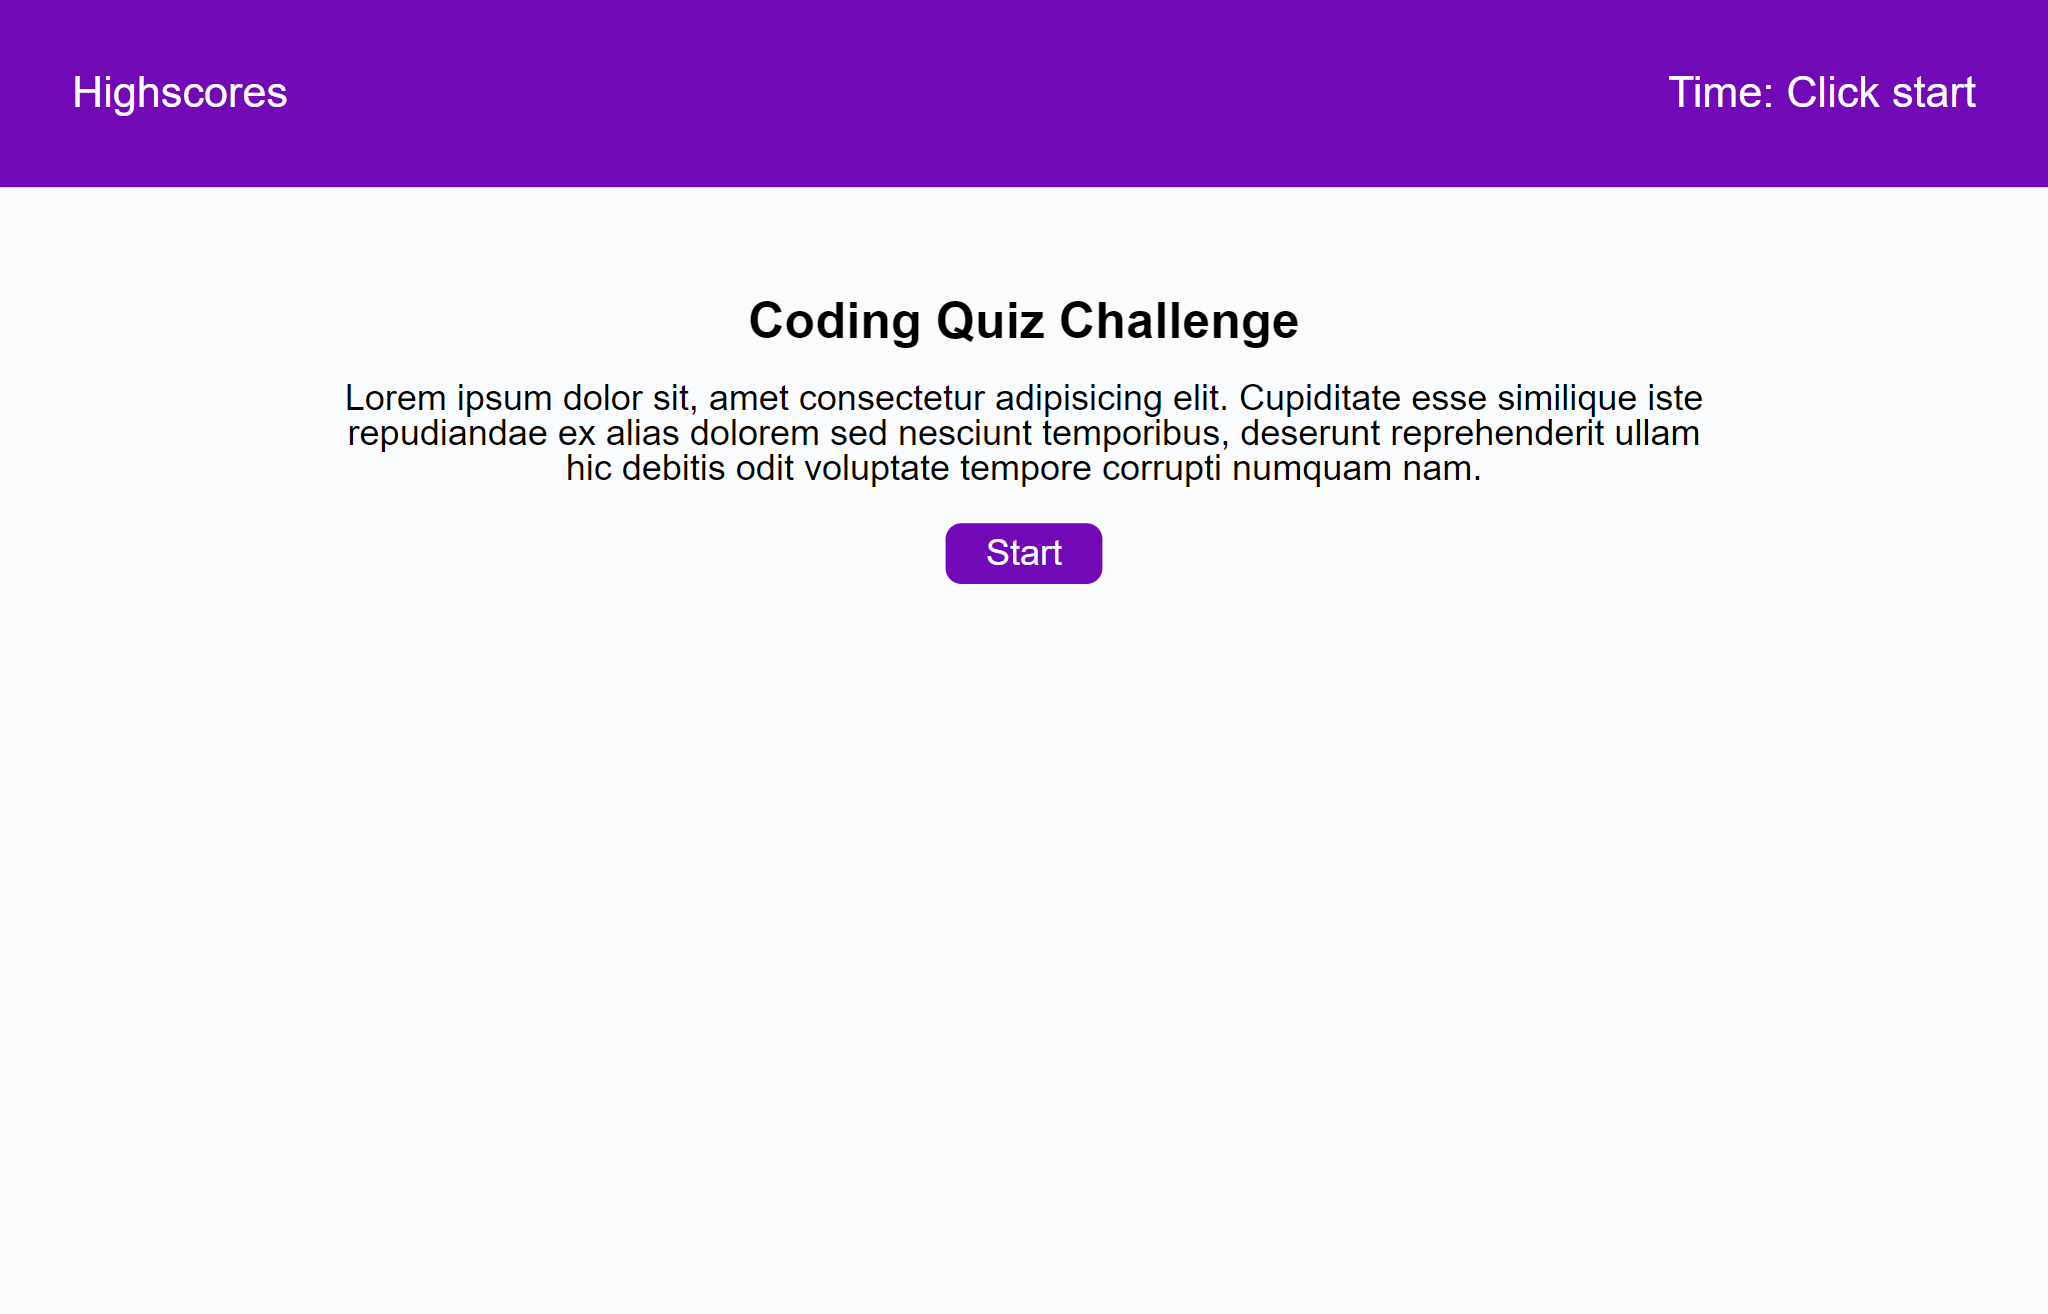 Highscores
Time: Click start
Coding Quiz Challenge
Lorem ipsum dolor sit, amet consectetur adipisicing elit. Cupiditate esse similique iste
repudiandae ex alias dolorem sed nesciunt temporibus, deserunt reprehenderit ullam
hic debitis odit voluptate tempore corrupti numquam nam.
Start